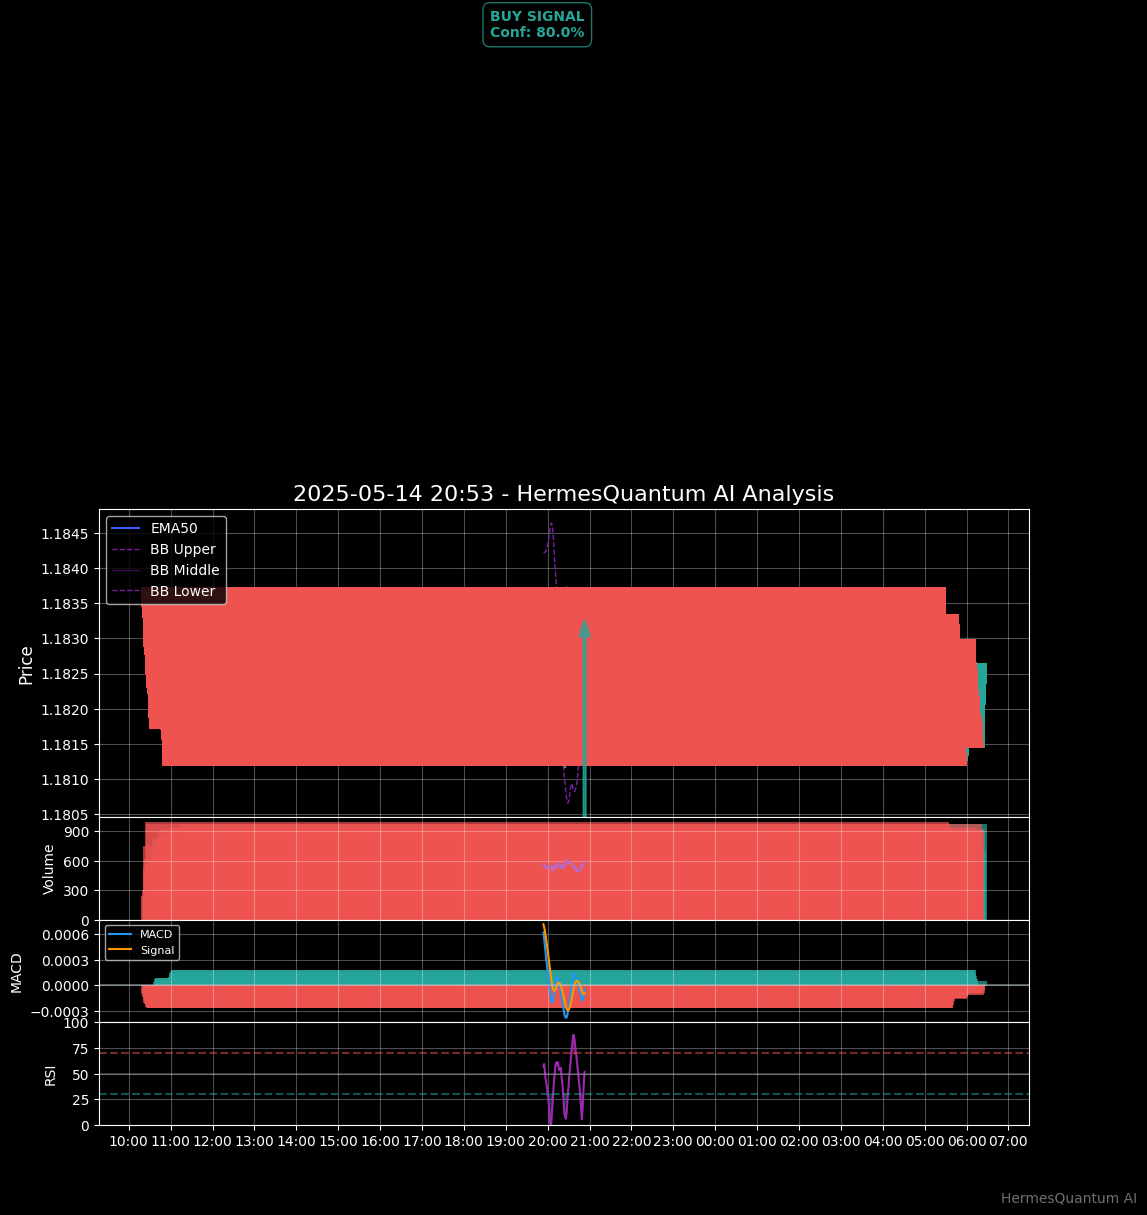 BUY SIGNAL
Conf: 80.0%
2025-05-14 20:53 - HermesQuantum AI Analysis
EMA50
BB Upper
BB Middle
BB Lower
Price
1.1845
1.1840
1.1835
1.1830
1.1825
1.1820
1.1815
1.1810
1.1805
Volume
900
600
300
0
MACD
Signal
MACD
0.0006
0.0003
0.0000
−0.0003
RSI
100
75
50
25
0
10:00 11:00 12:00 13:00 14:00 15:00 16:00 17:00 18:00 19:00 20:00 21:00 22:00 23:00 00:00 01:00 02:00 03:00 04:00 05:00 06:00 07:00
HermesQuantum AI